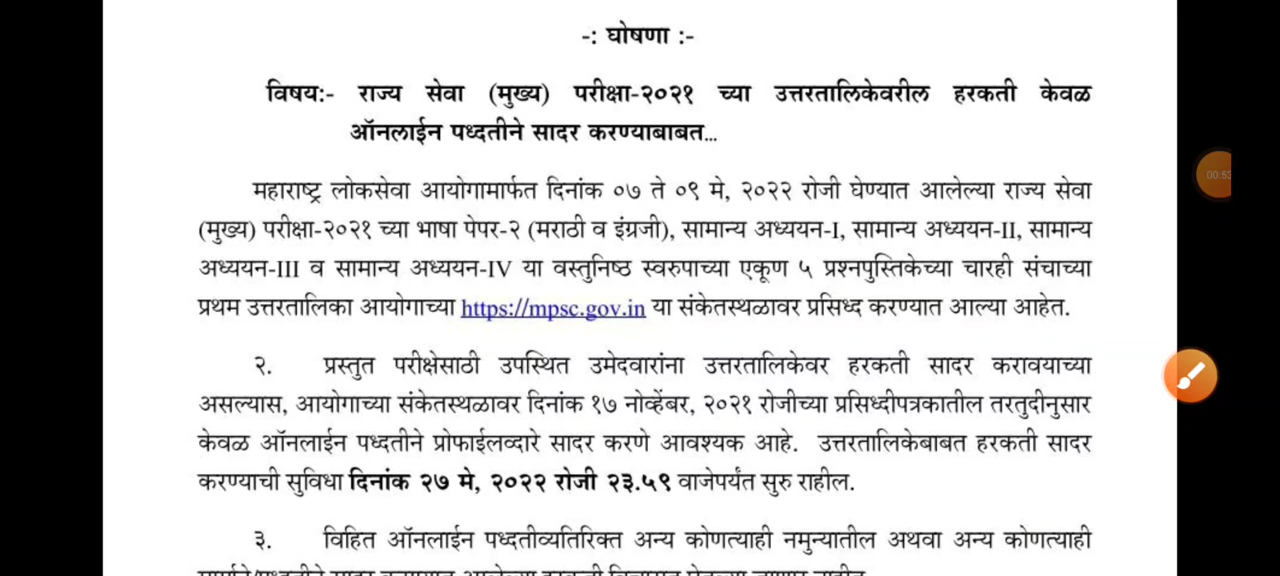 -: घोषणा :-
विषय:- राज्य सेवा (मुख्य) परीक्षा-२०२१ च्या उत्तरतालिकेवरील हरकती केवळ
ऑनलाईन पध्दतीने सादर करण्याबाबत...
महाराष्ट्र लोकसेवा आयोगामार्फत दिनांक ०७ ते ०९ मे, २०२२ रोजी घेण्यात आलेल्या राज्य सेवा
(मुख्य) परीक्षा-२०२१ च्या भाषा पेपर-२ (मराठी व इंग्रजी), सामान्य अध्ययन-I, सामान्य अध्ययन-II, सामान्य
अध्ययन-III व सामान्य अध्ययन-IV या वस्तुनिष्ठ स्वरुपाच्या एकूण ५ प्रश्नपुस्तिकेच्या चारही संचाच्या
प्रथम उत्तरतालिका आयोगाच्या https://mpsc.gov.in या संकेतस्थळावर प्रसिध्द करण्यात आल्या आहेत.
२. प्रस्तुत परीक्षेसाठी उपस्थित उमेदवारांना उत्तरतालिकेवर हरकती सादर करावयाच्या
असल्यास, आयोगाच्या संकेतस्थळावर दिनांक १७ नोव्हेंबर, २०२१ रोजीच्या प्रसिध्दीपत्रकातील तरतुदीनुसार
केवळ ऑनलाईन पध्दतीने प्रोफाईलव्दारे सादर करणे आवश्यक आहे. उत्तरतालिकेबाबत हरकती सादर
करण्याची सुविधा दिनांक २७ मे, २०२२ रोजी २३.५९ वाजेपर्यंत सुरु राहील.
३. विहित ऑनलाईन पध्दतीव्यतिरिक्त अन्य कोणत्याही नमुन्यातील अथवा अन्य कोणत्याही
00:53